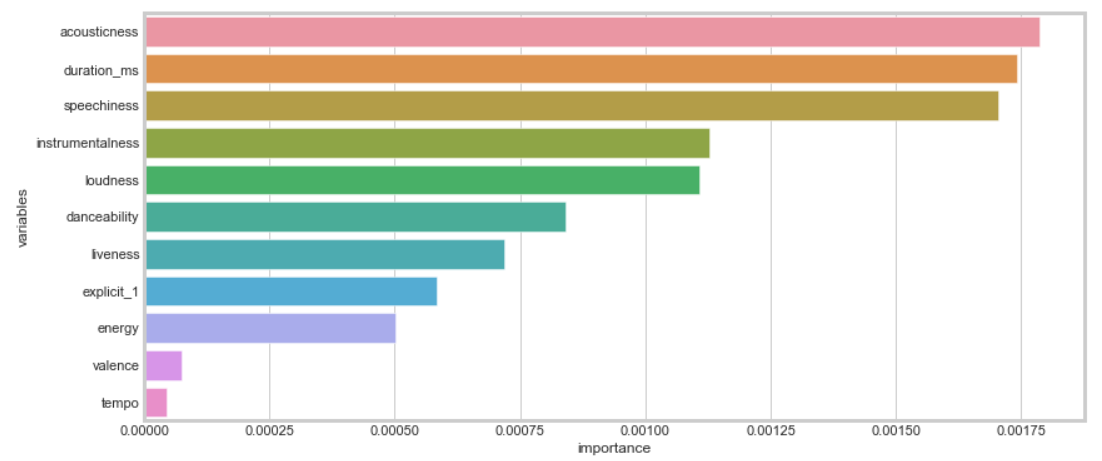 acousticness
duration_ms
speechiness
instrumentalness
loudness
danceability
liveness
explicit_1
energy
valence
tempo
variables
0.00000 0.00025 0.00050 0.00075 0.00100 0.00125 0.00150 0.00175
importance